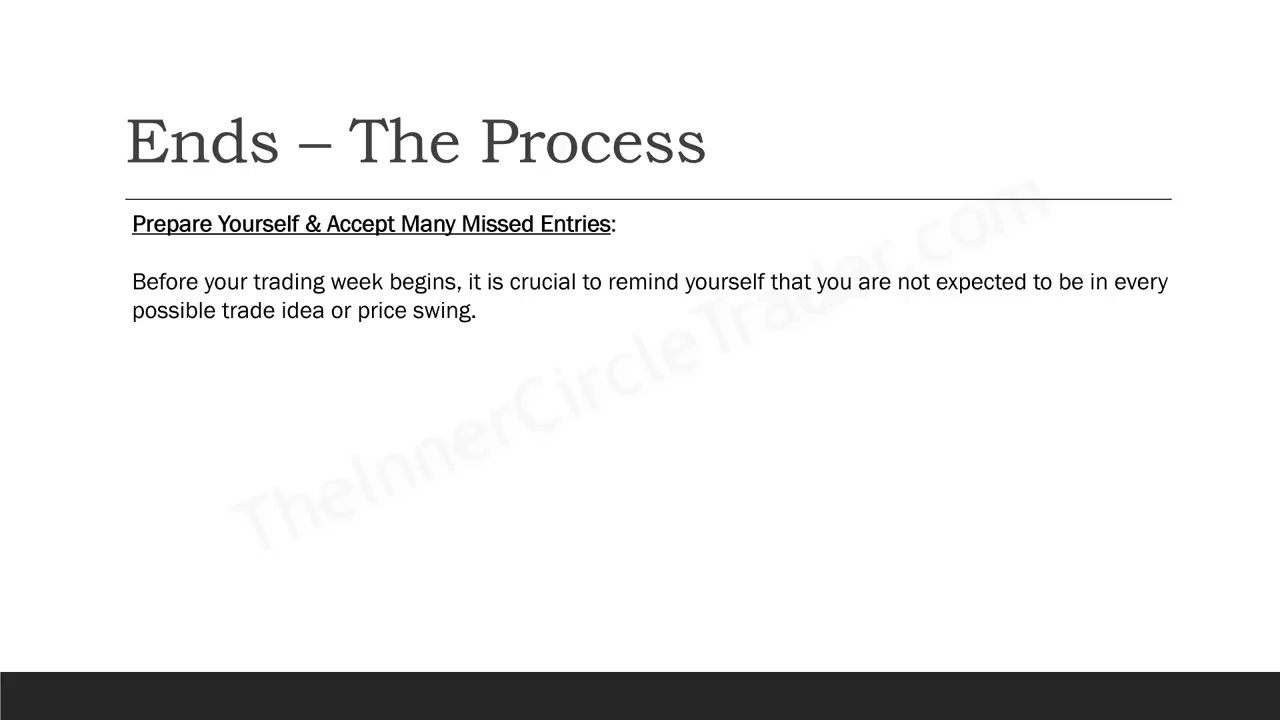 Ends – The Process
Prepare Yourself & Accept Many Missed Entries:
Before your trading week begins, it is crucial to remind yourself that you are not expected to be in every
possible trade idea or price swing.
TheInnerCircleTrader.com